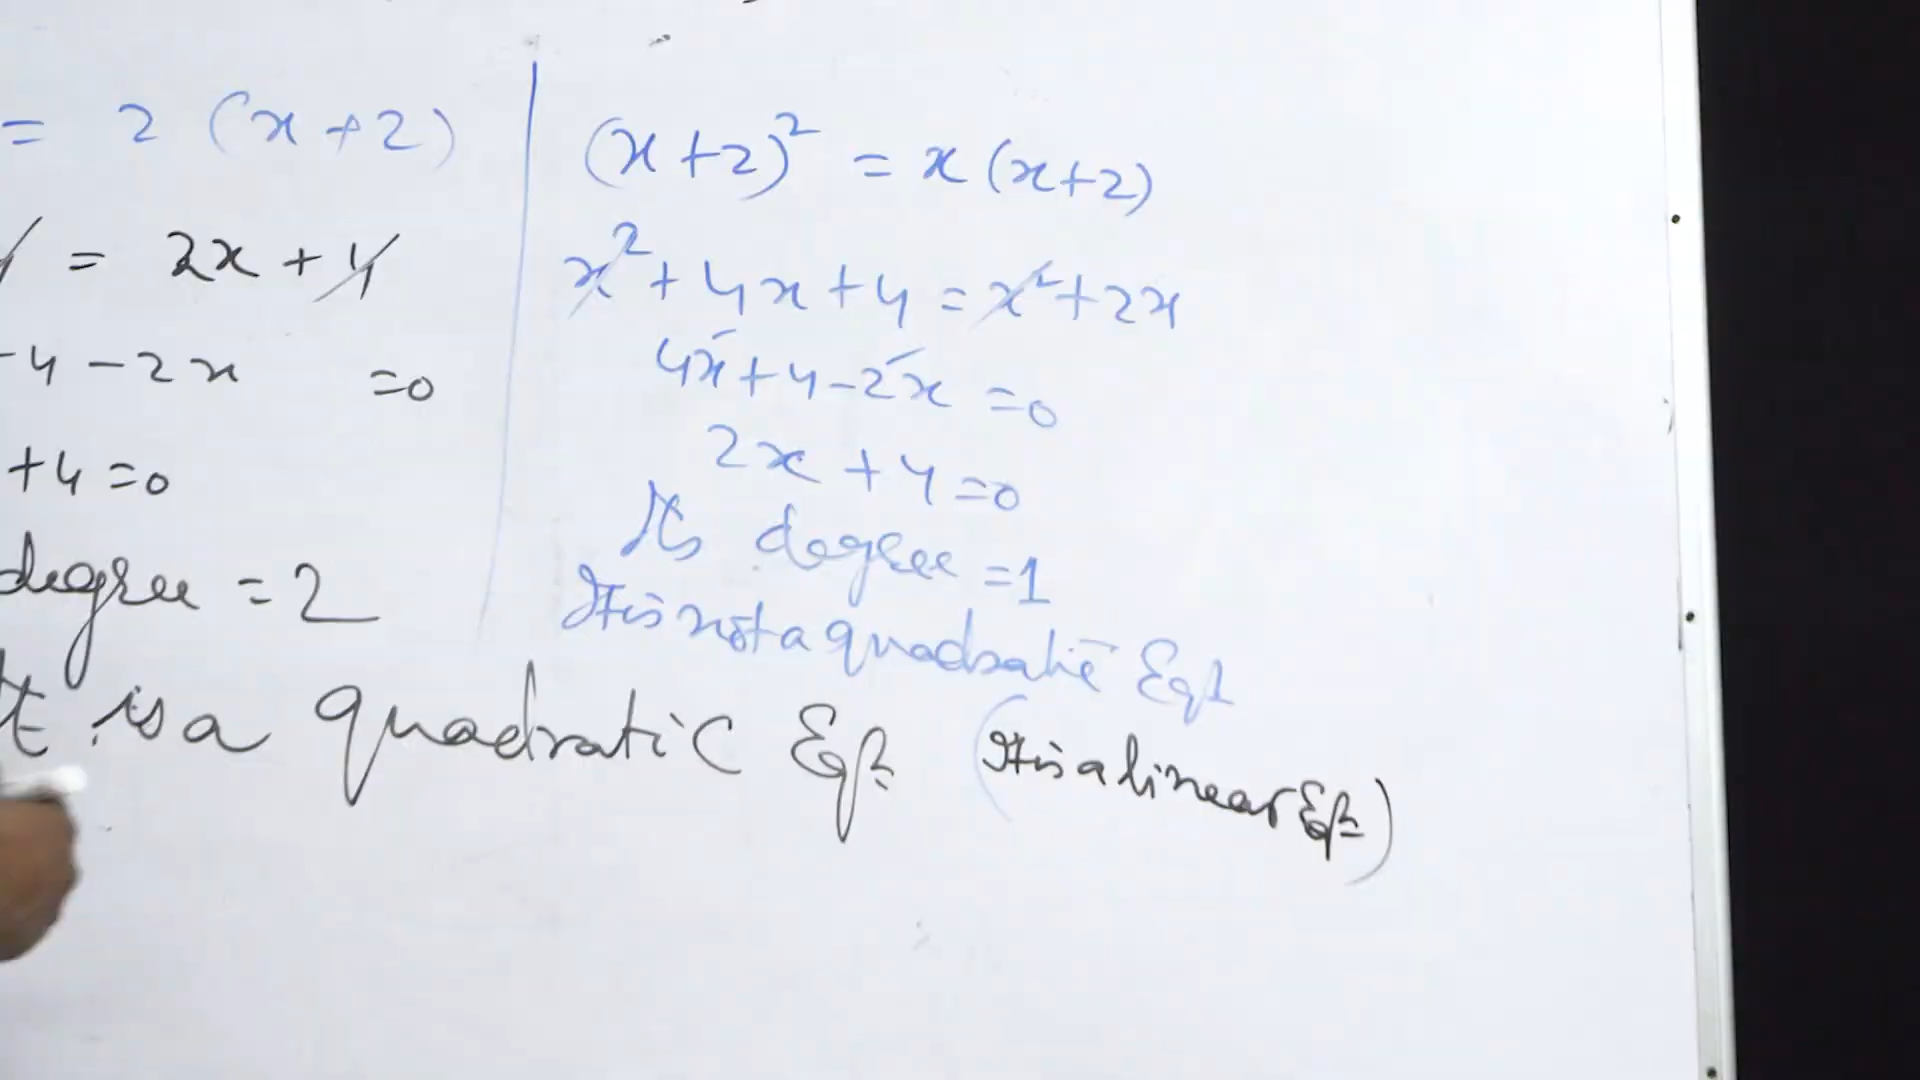 = 2 (x+2)
= 2x + 4
-4 - 2x =0
+4=0
degree = 2
It is a quadratic Eqn
(x+2)² = x(x+2)
x² + 4x + 4 = x² + 2x
4x + 4 - 2x = 0
2x + 4 = 0
Its degree = 1
It is not a quadratic Eqn
(It is a linear Eqn)